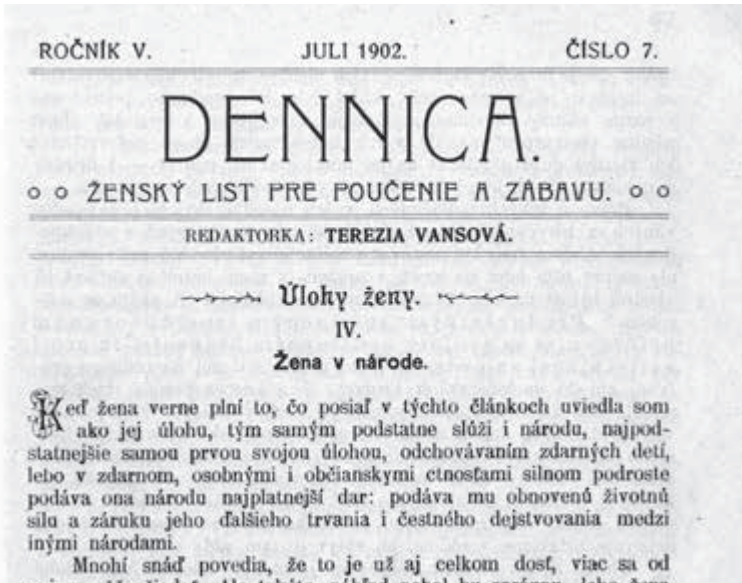 ROČNÍK V. JULI 1902. ČÍSLO 7.
DENNICA.
ŽENSKÝ LIST PRE POUČENIE A ZÁBAVU.
REDAKTORKA: TEREZIA VANSOVÁ.
Úlohy ženy.
IV.
Žena v národe.
Keď žena verne plní to, čo posiaľ v týchto článkoch uviedla som
ako jej úlohu, tým samým podstatne slúži i národu, najpod-
statnejšie samou prvou svojou úlohou, odchovávaním zdarných detí,
lebo v zdarnom, osobnými i občianskymi ctnosťami silnom podroste
podáva ona národu najplatnejší dar: podáva mu obnovenú životnú
silu a záruku jeho ďalšieho trvania i čestného dejstvovania medzi
inými národami.
Mnohí snáď povedia, že to je už aj celkom dosť, viac sa od